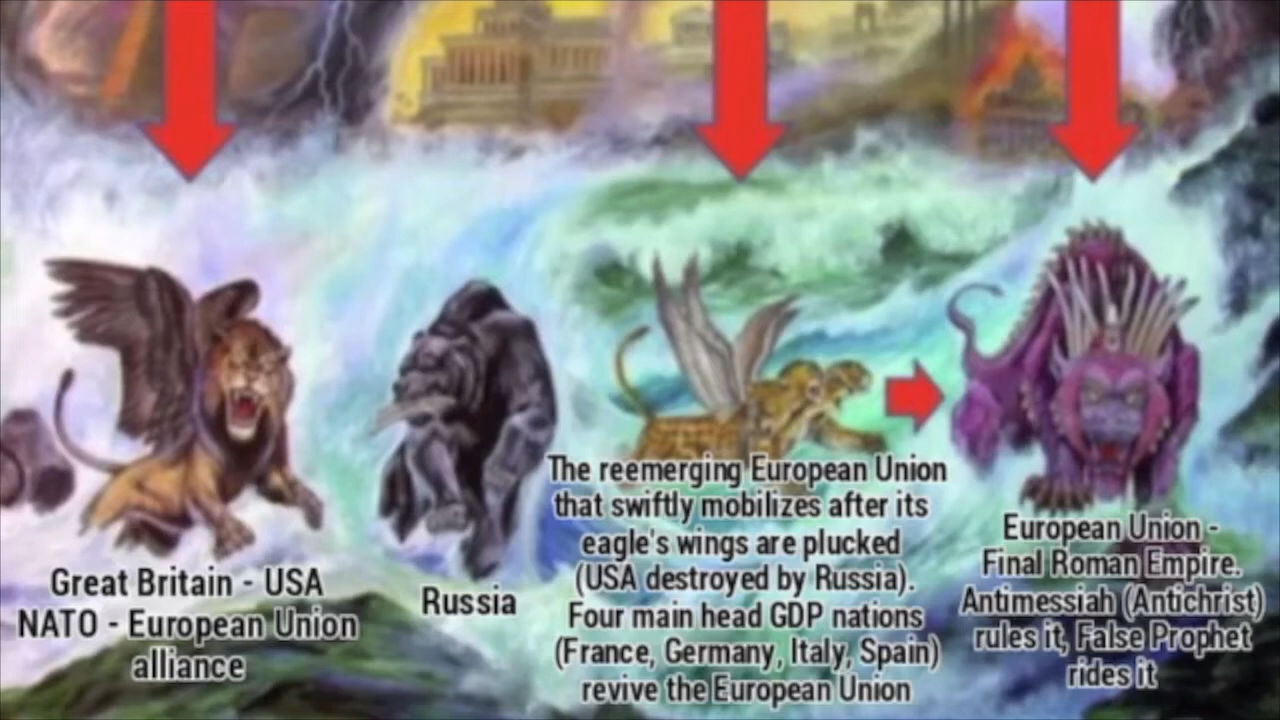 Great Britain - USA
NATO - European Union
alliance
Russia
The reemerging European Union
that swiftly mobilizes after its
eagle's wings are plucked
(USA destroyed by Russia).
Four main head GDP nations
(France, Germany, Italy, Spain)
revive the European Union
European Union -
Final Roman Empire.
Antimessiah (Antichrist)
rules it, False Prophet
rides it